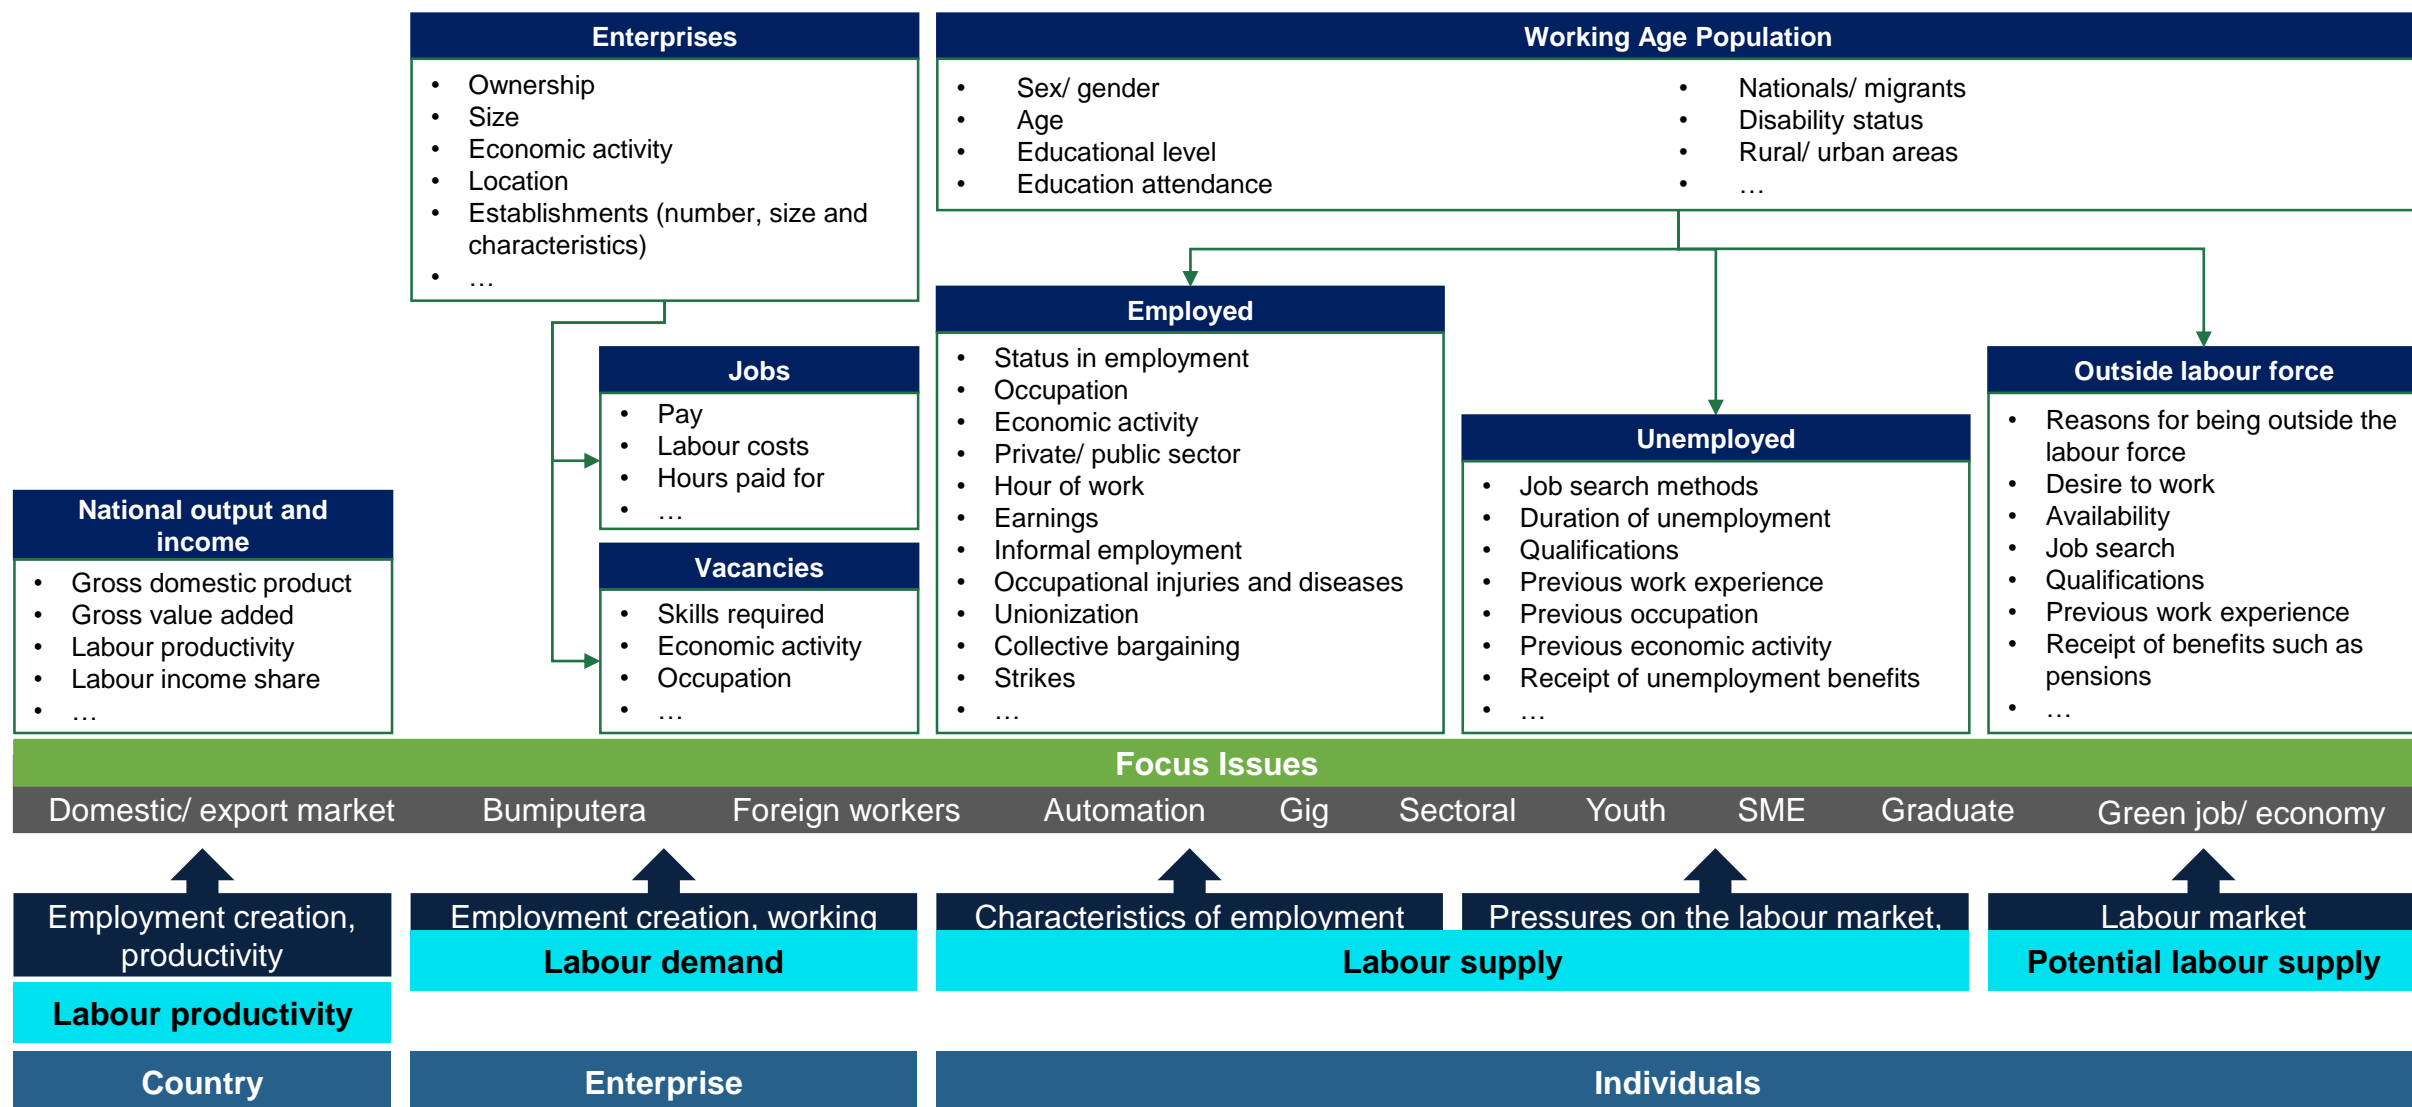 Enterprises
• Ownership
• Size
• Economic activity
• Location
• Establishments (number, size and
characteristics)
• …
Working Age Population
• Sex/ gender
• Age
• Educational level
• Education attendance
• Nationals/ migrants
• Disability status
• Rural/ urban areas
• …
Jobs
• Pay
• Labour costs
• Hours paid for
• …
Vacancies
• Skills required
• Economic activity
• Occupation
• …
Employed
• Status in employment
• Occupation
• Economic activity
• Private/ public sector
• Hour of work
• Earnings
• Informal employment
• Occupational injuries and diseases
• Unionization
• Collective bargaining
• Strikes
• …
Unemployed
• Job search methods
• Duration of unemployment
• Qualifications
• Previous work experience
• Previous occupation
• Previous economic activity
• Receipt of unemployment benefits
• …
Outside labour force
• Reasons for being outside the
labour force
• Desire to work
• Availability
• Job search
• Qualifications
• Previous work experience
• Receipt of benefits such as
pensions
• …
National output and
income
• Gross domestic product
• Gross value added
• Labour productivity
• Labour income share
• …
Focus Issues
Domestic/ export market Bumiputera Foreign workers Automation Gig Sectoral Youth SME Graduate Green job/ economy
Employment creation,
productivity
Employment creation, working
Characteristics of employment
Pressures on the labour market,
Labour market
Labour productivity
Labour demand
Labour supply
Potential labour supply
Country
Enterprise
Individuals